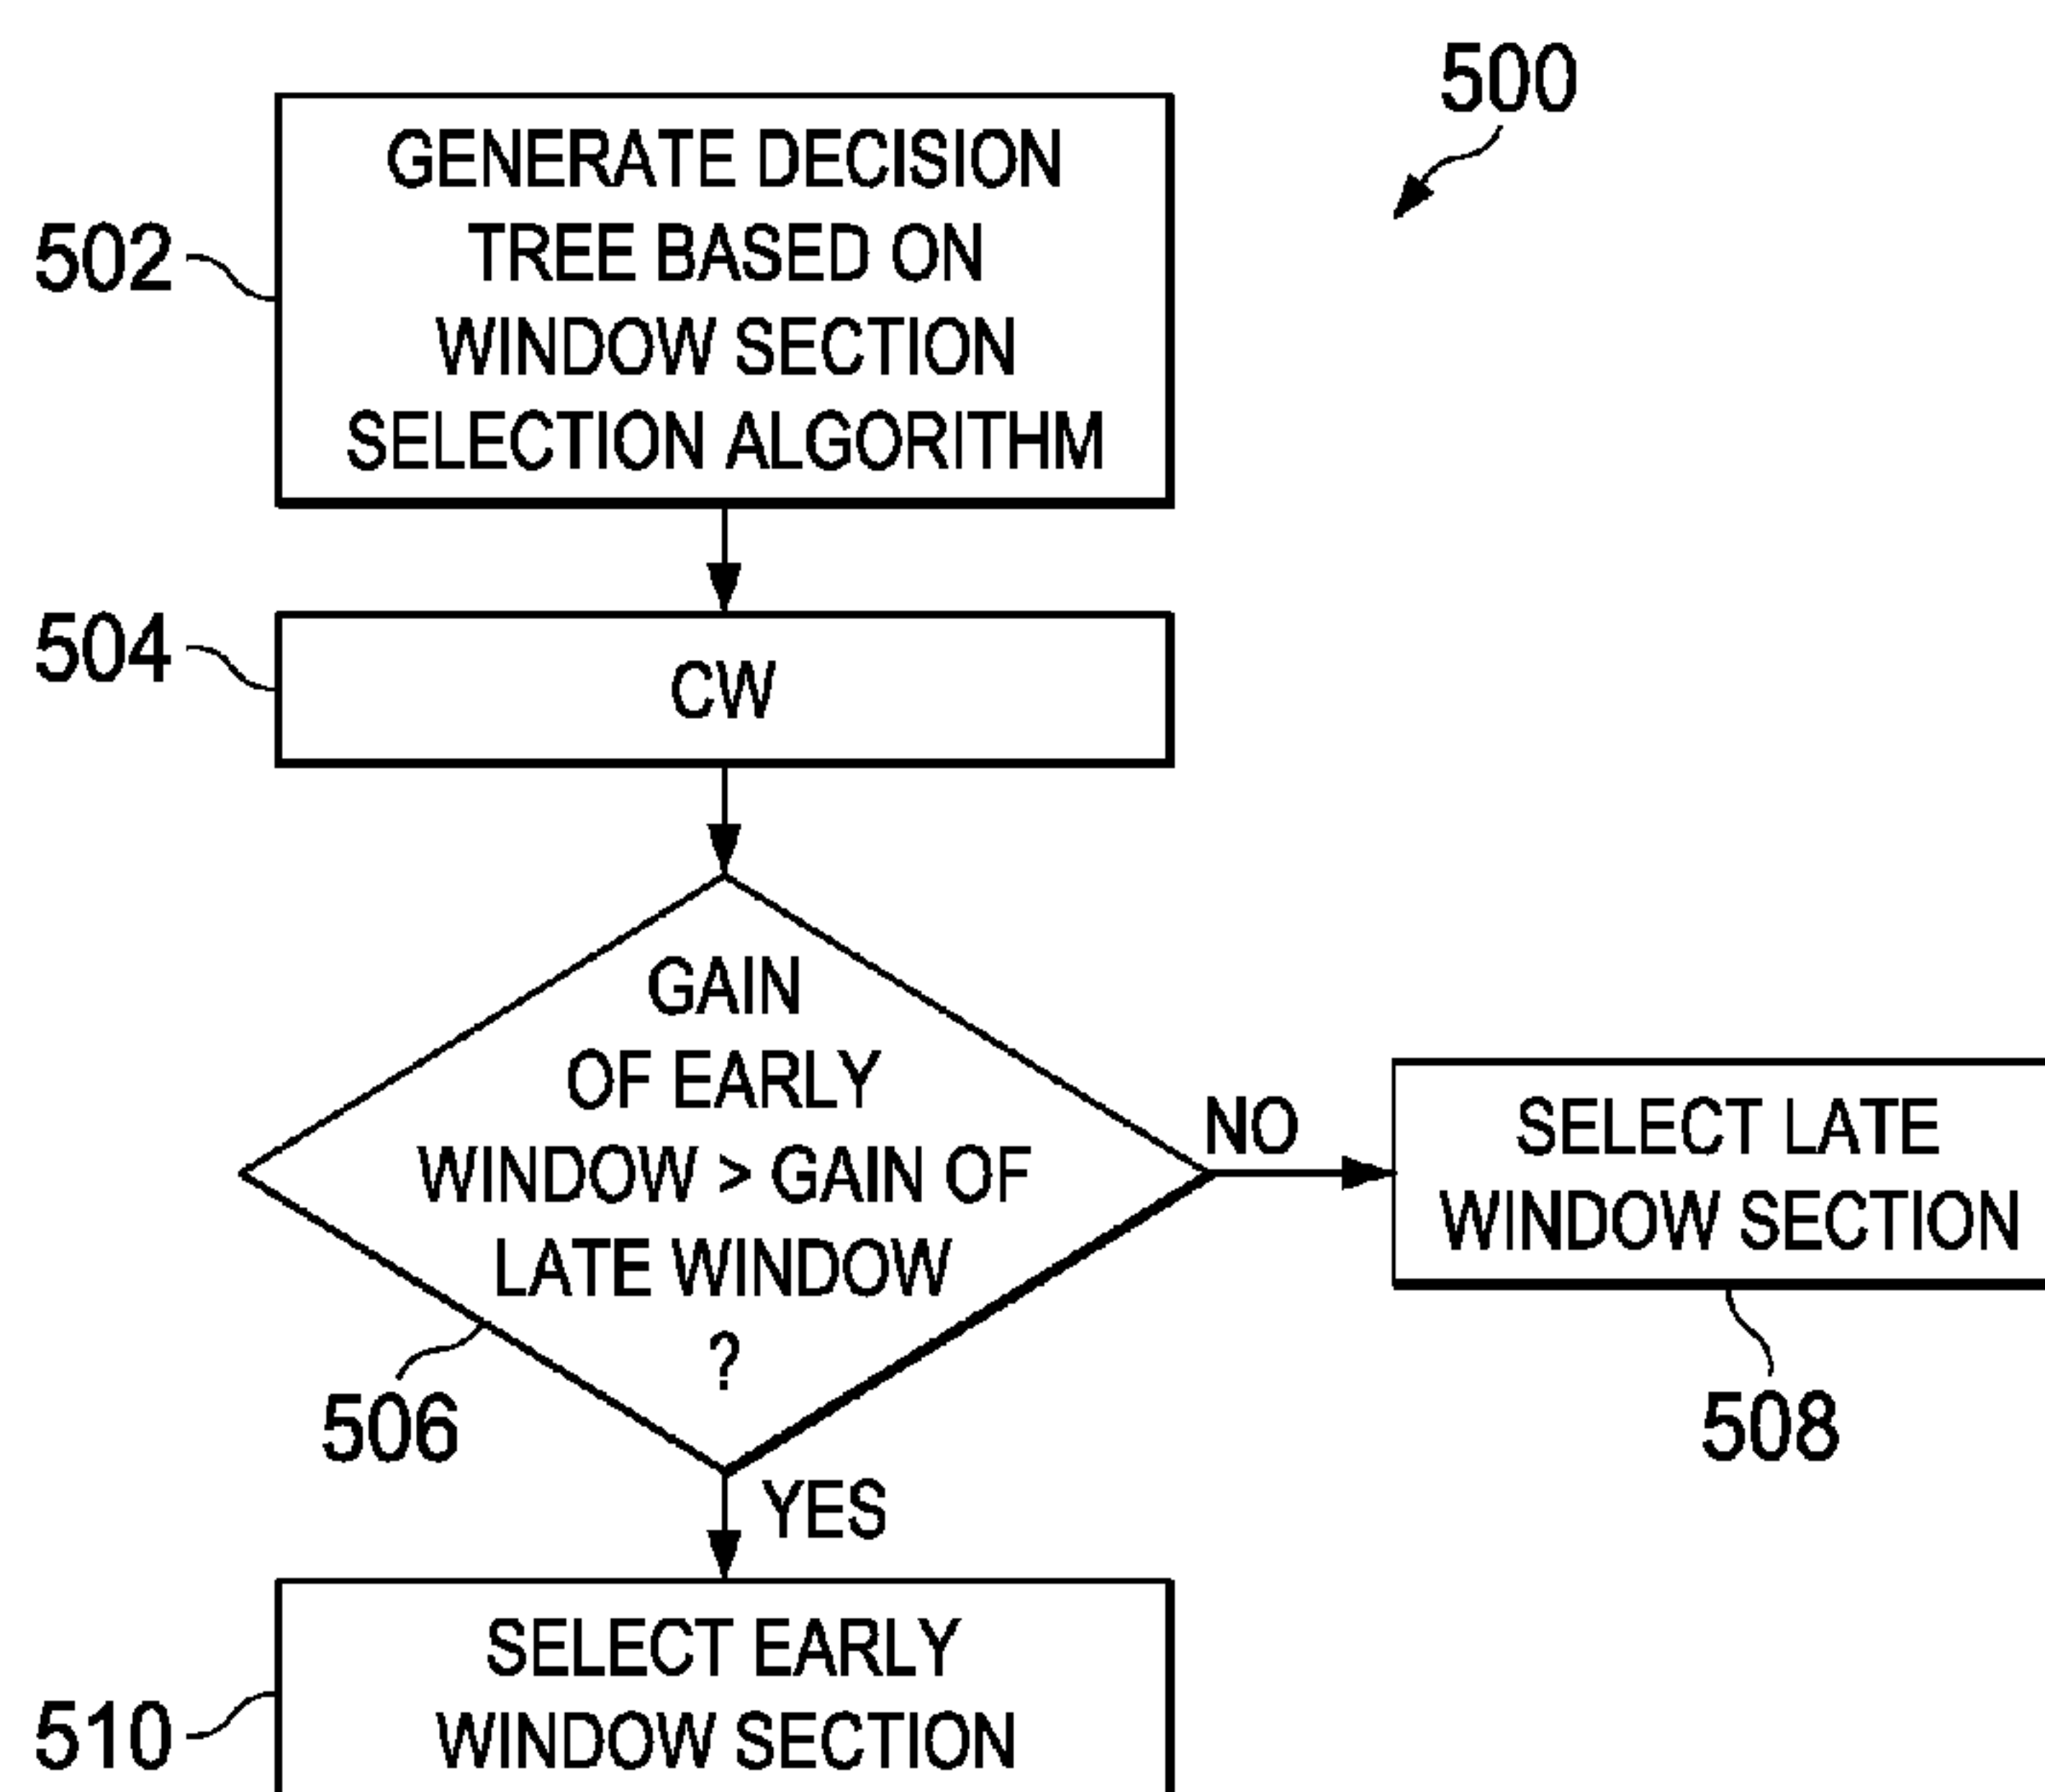 500
GENERATE DECISION
TREE BASED ON
WINDOW SECTION
SELECTION ALGORITHM
502
504
CW
GAIN
OF EARLY
WINDOW > GAIN OF
LATE WINDOW
?
506
NO
SELECT LATE
WINDOW SECTION
508
YES
SELECT EARLY
WINDOW SECTION
510